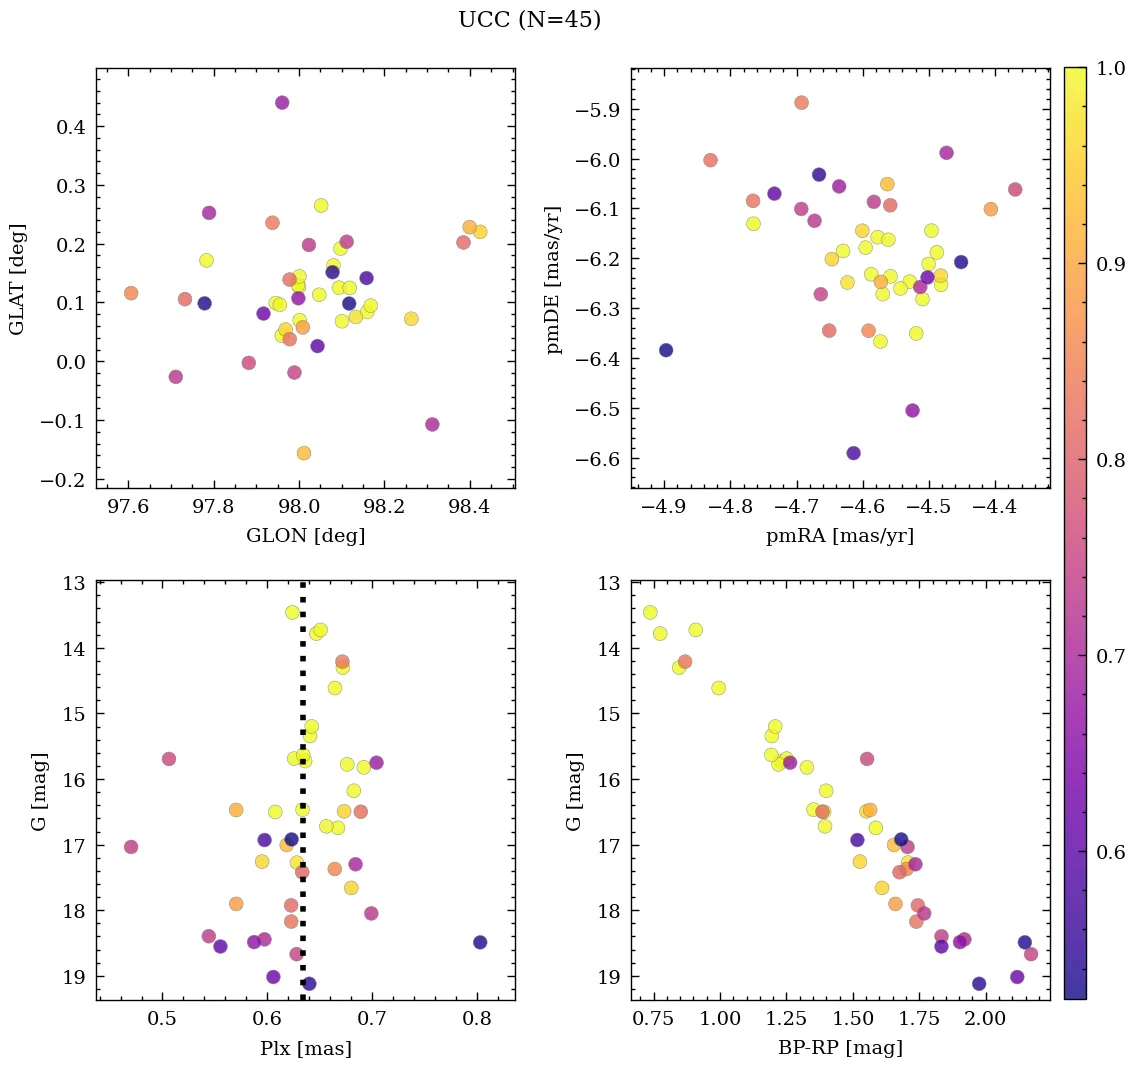 UCC (N=45)
0.4
0.3
0.2
0.1
0.0
−0.1
−0.2
GLAT [deg]
97.6 97.8 98.0 98.2 98.4
GLON [deg]
−5.9
−6.0
−6.1
−6.2
−6.3
−6.4
−6.5
−6.6
pmDE [mas/yr]
−4.9 −4.8 −4.7 −4.6 −4.5 −4.4
pmRA [mas/yr]
13
14
15
16
17
18
19
G [mag]
0.5 0.6 0.7 0.8
Plx [mas]
13
14
15
16
17
18
19
G [mag]
0.75 1.00 1.25 1.50 1.75 2.00
BP-RP [mag]
1.0
0.9
0.8
0.7
0.6